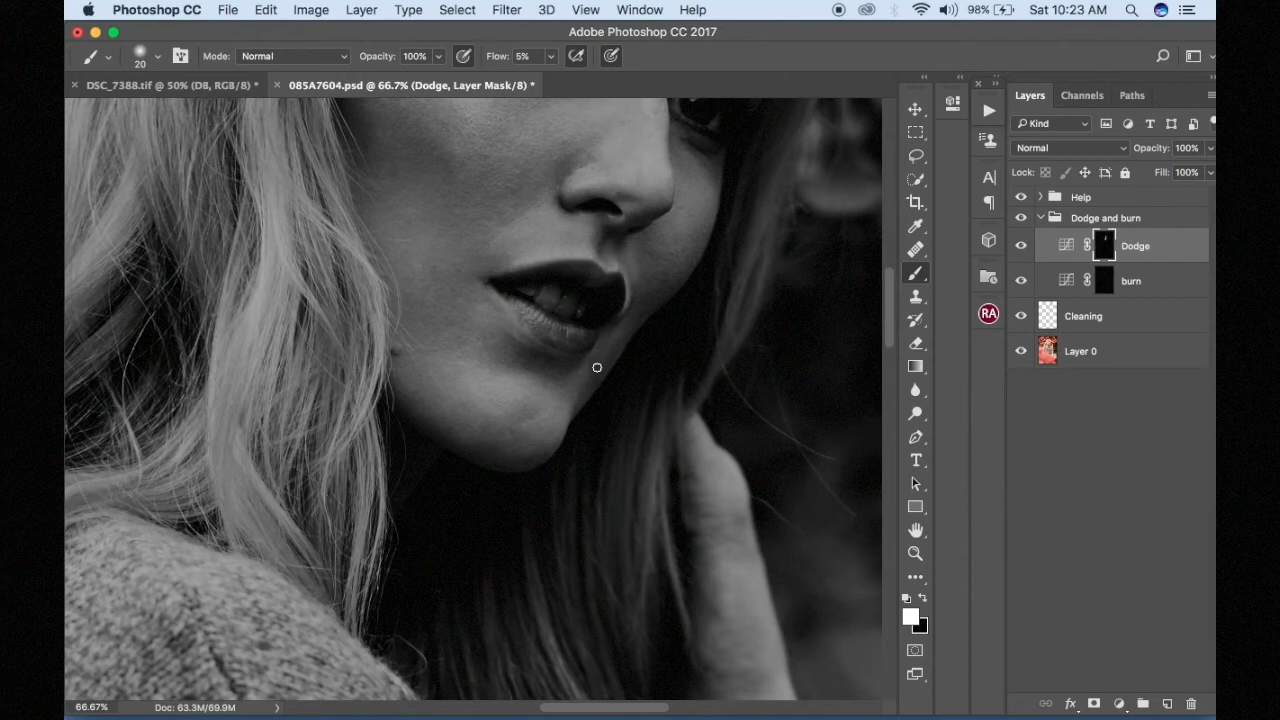 Photoshop CC File Edit Image Layer Type Select Filter 3D View Window Help 98% Sat 10:23 AM
Adobe Photoshop CC 2017
20 Mode: Normal Opacity: 100% Flow: 5%
DSC_7388.tif @ 50% (DB, RGB/8) * 085A7604.psd @ 66.7% (Dodge, Layer Mask/8) *
Layers Channels Paths
Kind
Normal Opacity: 100%
Lock: Fill: 100%
Help
Dodge and burn
Dodge
burn
Cleaning
RA
Layer 0
66.67% Doc: 63.3M/69.9M